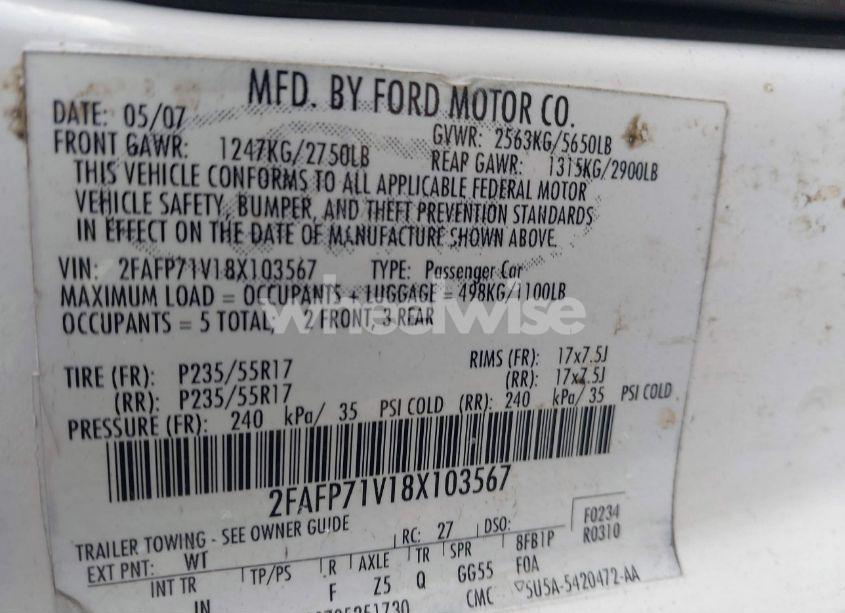 MFD. BY FORD MOTOR CO.
DATE: 05/07 GVWR: 2563KG/5650LB
FRONT GAWR: 1247KG/2750LB REAR GAWR: 1315KG/2900LB
THIS VEHICLE CONFORMS TO ALL APPLICABLE FEDERAL MOTOR
VEHICLE SAFETY, BUMPER, AND THEFT PREVENTION STANDARDS
IN EFFECT ON THE DATE OF MANUFACTURE SHOWN ABOVE.
VIN: 2FAFP71V18X103567 TYPE: Passenger Car
MAXIMUM LOAD = OCCUPANTS + LUGGAGE = 498KG/1100LB
OCCUPANTS = 5 TOTAL; 2 FRONT, 3 REAR
wheelwise
TIRE (FR): P235/55R17 RIMS (FR): 17x7.5J
(RR): P235/55R17 (RR): 17x7.5J
PRESSURE (FR): 240 kPa/ 35 PSI COLD (RR): 240 kPa/ 35 PSI COLD
2FAFP71V18X103567
TRAILER TOWING - SEE OWNER GUIDE RC: 27 DSO: F0234
EXT PNT: WT 8FB1P R0310
INT TR TP/PS R AXLE TR SPR F0A
IN F Z5 Q GG55
CMC ▽SU5A-5420472-AA